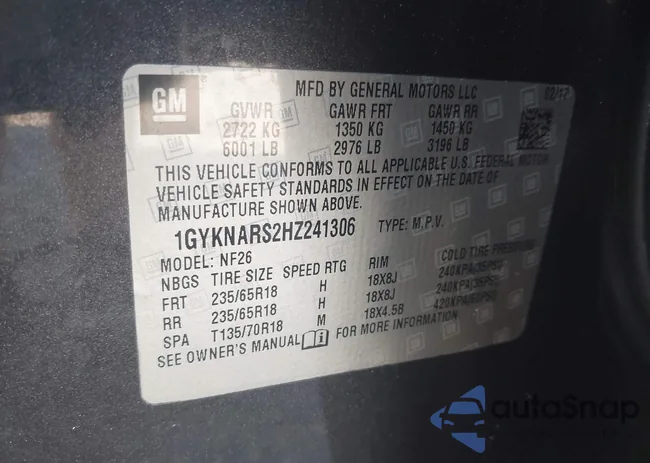 GM
MFD BY GENERAL MOTORS LLC 02/17
GVWR GAWR FRT GAWR RR
2722 KG 1350 KG 1450 KG
6001 LB 2976 LB 3196 LB
THIS VEHICLE CONFORMS TO ALL APPLICABLE U.S. FEDERAL MOTOR
VEHICLE SAFETY STANDARDS IN EFFECT ON THE DATE OF
MANUFACTURE SHOWN ABOVE.
1GYKNARS2HZ241306 TYPE: M.P.V.
MODEL: NF26
NBGS TIRE SIZE SPEED RTG RIM COLD TIRE PRESSURE
FRT 235/65R18 H 18X8J 240KPA(35PSI)
RR 235/65R18 H 18X8J 240KPA(35PSI)
SPA T135/70R18 M 18X4.5B 420KPA(60PSI)
SEE OWNER'S MANUAL FOR MORE INFORMATION
autoSnap